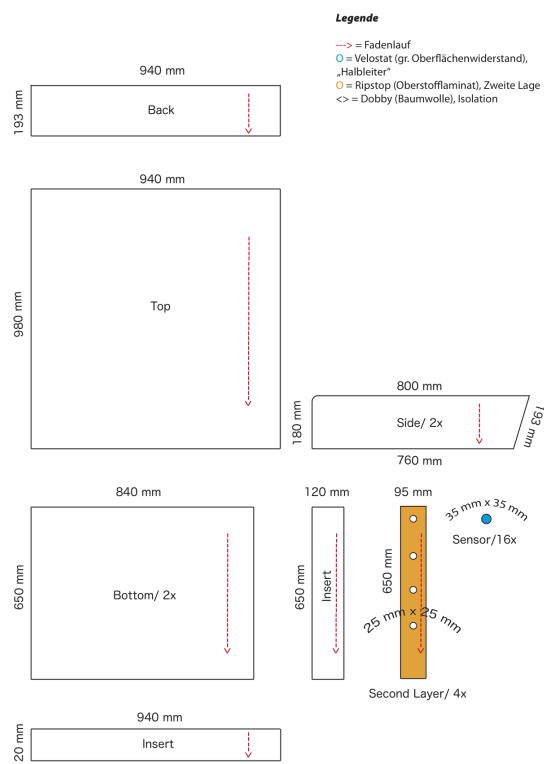 Legende
---> = Fadenlauf
O = Velostat (gr. Oberflächenwiderstand),
„Halbleiter“
O = Ripstop (Oberstofflaminat), Zweite Lage
<> = Dobby (Baumwolle), Isolation
940 mm
193 mm
Back
940 mm
980 mm
Top
800 mm
180 mm
Side/ 2x
193 mm
760 mm
840 mm
650 mm
Bottom/ 2x
120 mm
650 mm
Insert
95 mm
650 mm
25 mm x 25 mm
Second Layer/ 4x
35 mm x 35 mm
Sensor/16x
940 mm
20 mm
Insert